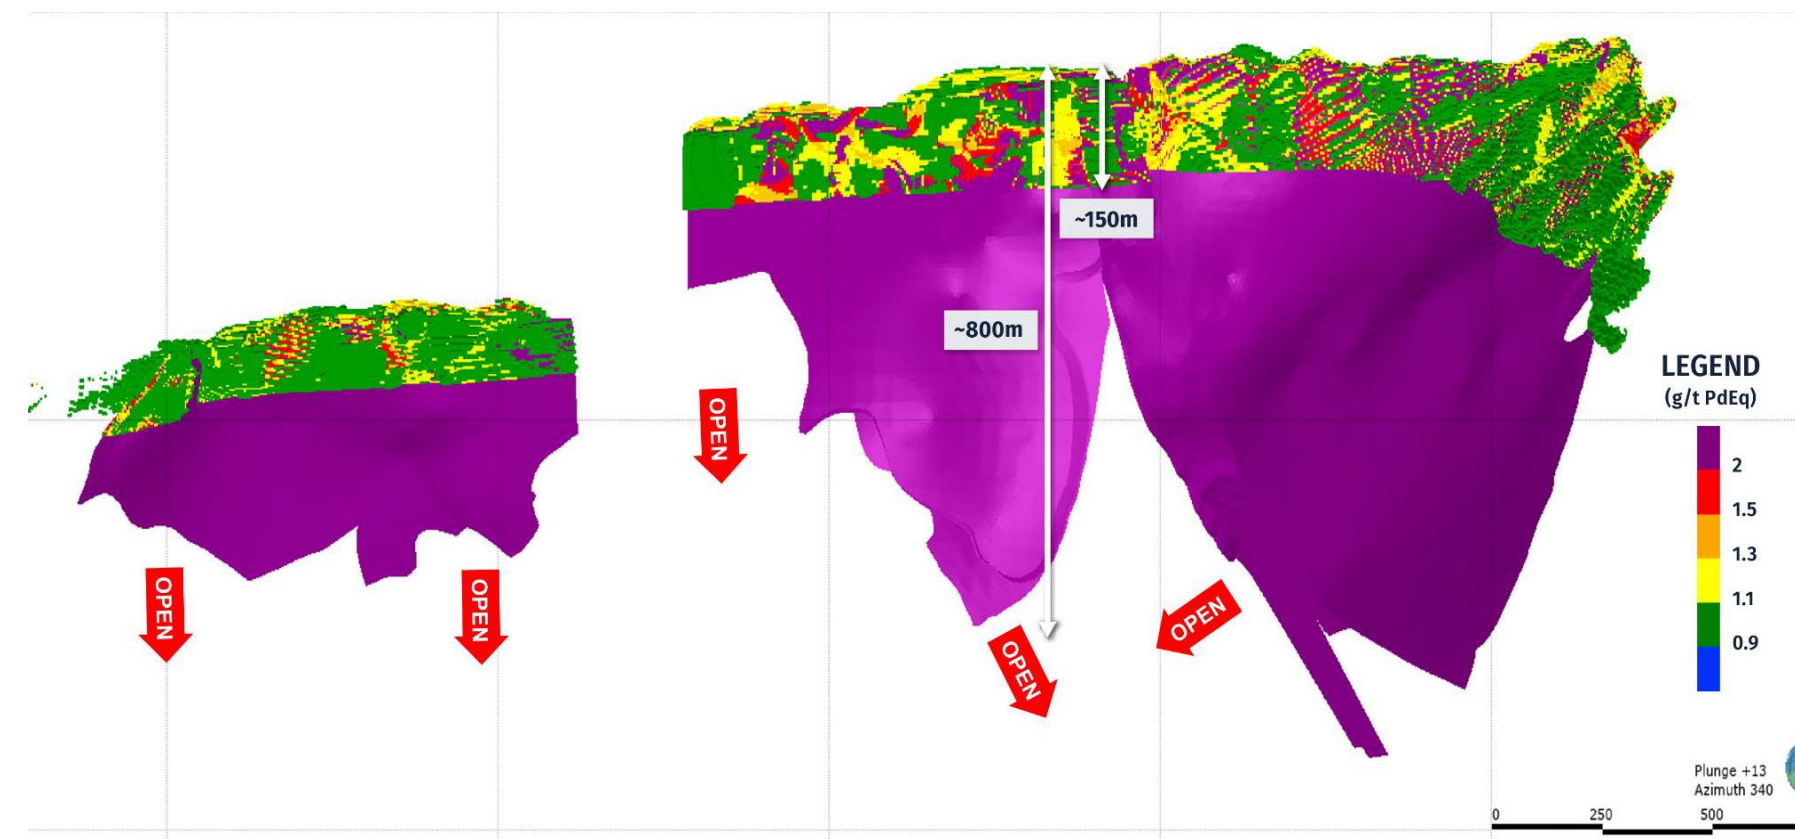 ~150m
~800m
OPEN
OPEN
OPEN
OPEN
OPEN
LEGEND
(g/t PdEq)
2
1.5
1.3
1.1
0.9
Plunge +13
Azimuth 340
0 250 500